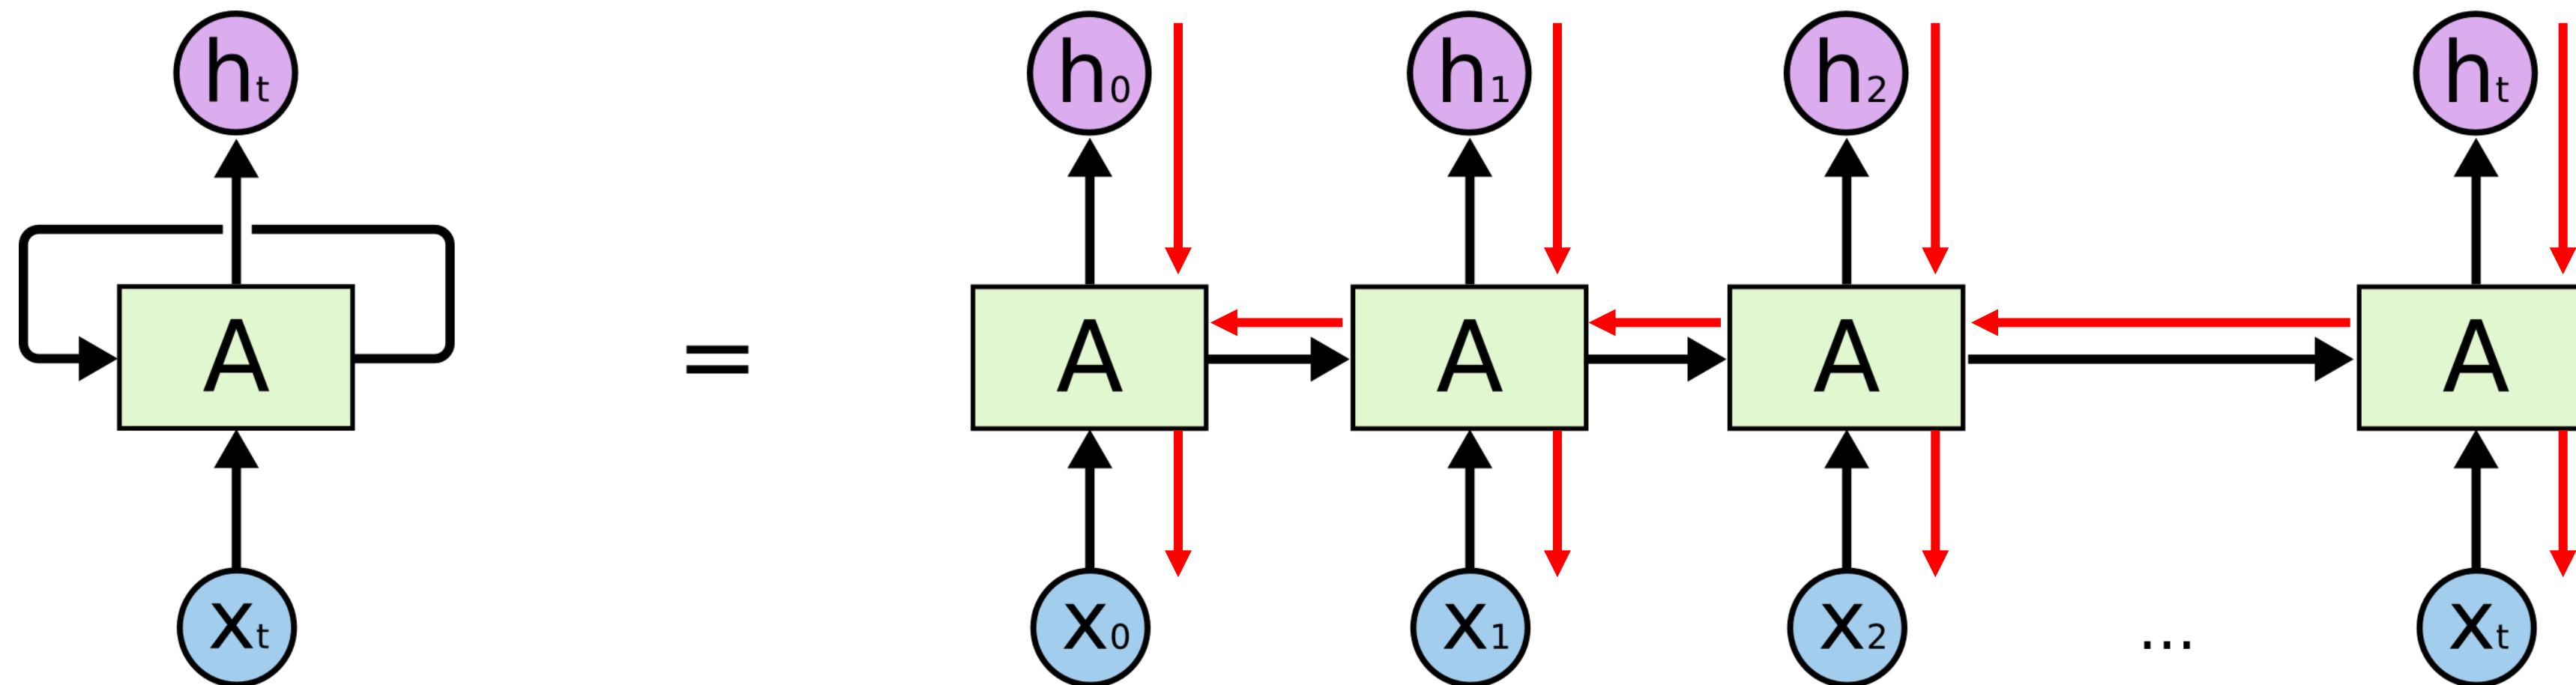 hₜ h₀ h₁ h₂ hₜ
A = A A A A
xₜ x₀ x₁ x₂ ... xₜ